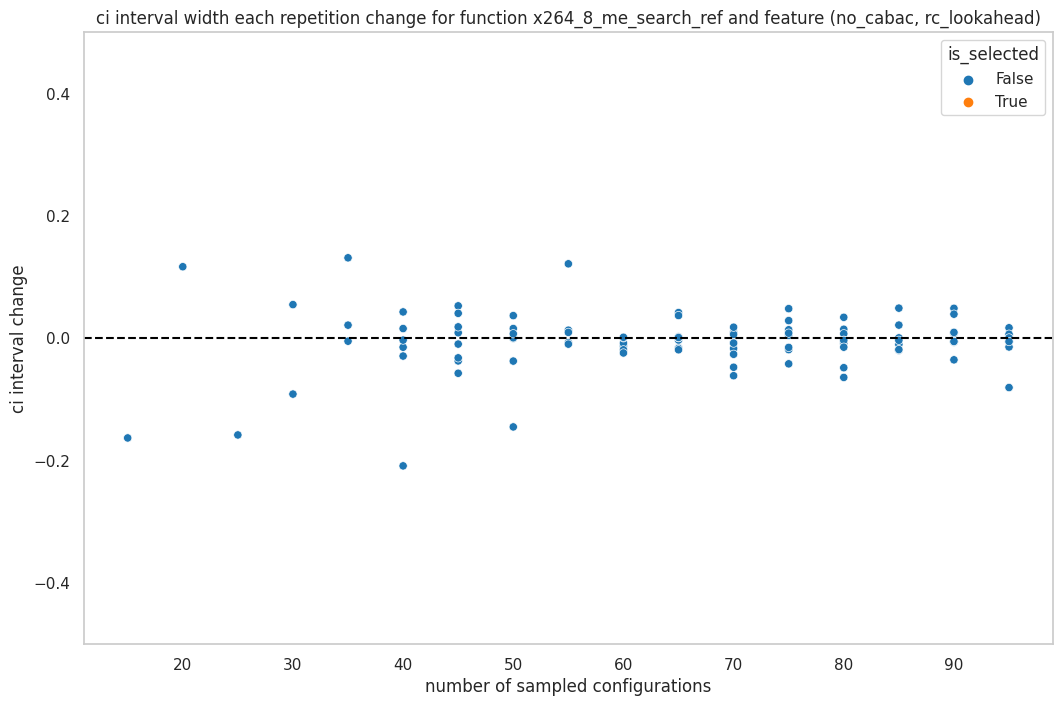 ci interval width each repetition change for function x264_8_me_search_ref and feature (no_cabac, rc_lookahead)
is_selected
False
True
0.4
0.2
0.0
−0.2
−0.4
ci interval change
20 30 40 50 60 70 80 90
number of sampled configurations